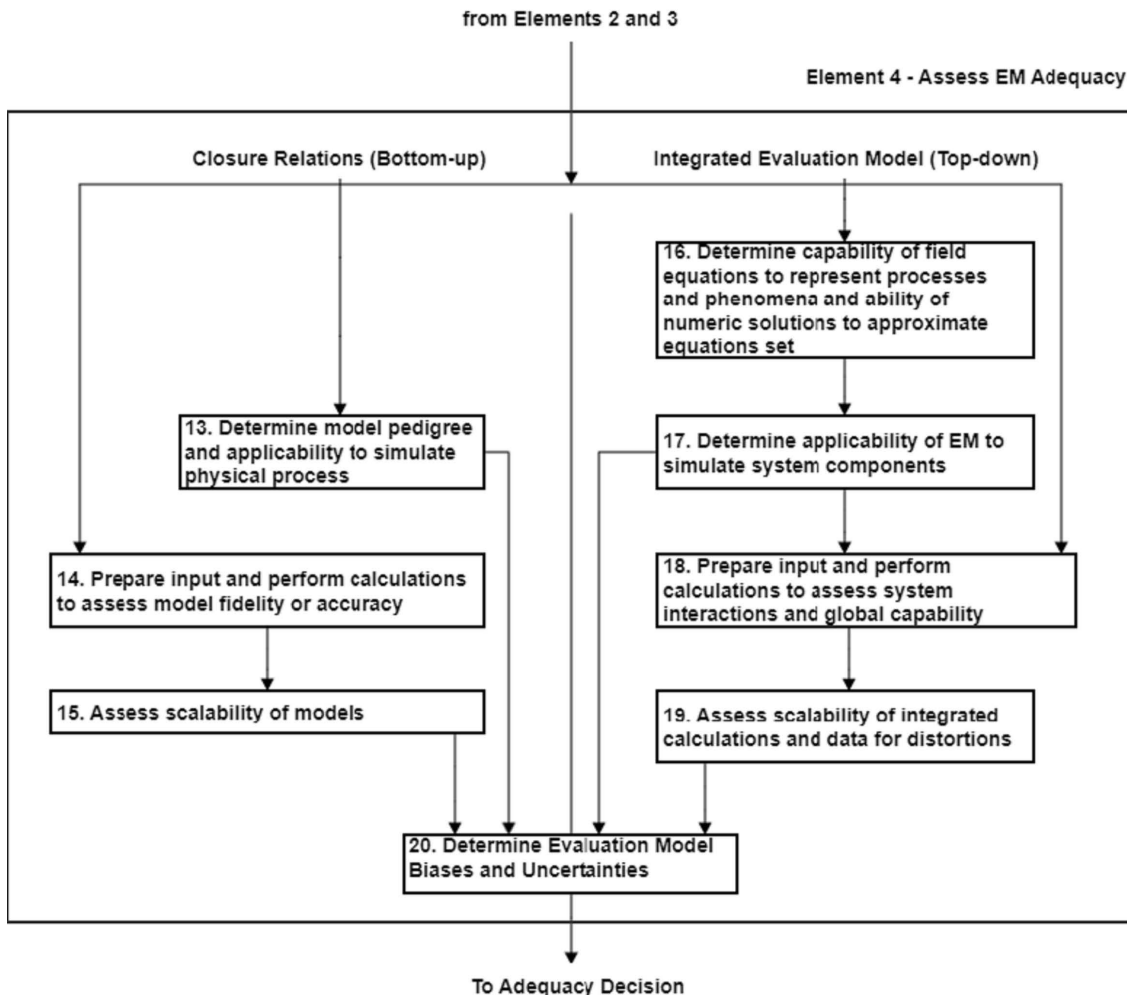 from Elements 2 and 3
Element 4 - Assess EM Adequacy
Closure Relations (Bottom-up)
Integrated Evaluation Model (Top-down)
16. Determine capability of field
equations to represent processes
and phenomena and ability of
numeric solutions to approximate
equations set
13. Determine model pedigree
and applicability to simulate
physical process
17. Determine applicability of EM to
simulate system components
14. Prepare input and perform calculations
to assess model fidelity or accuracy
18. Prepare input and perform
calculations to assess system
interactions and global capability
15. Assess scalability of models
19. Assess scalability of integrated
calculations and data for distortions
20. Determine Evaluation Model
Biases and Uncertainties
To Adequacy Decision